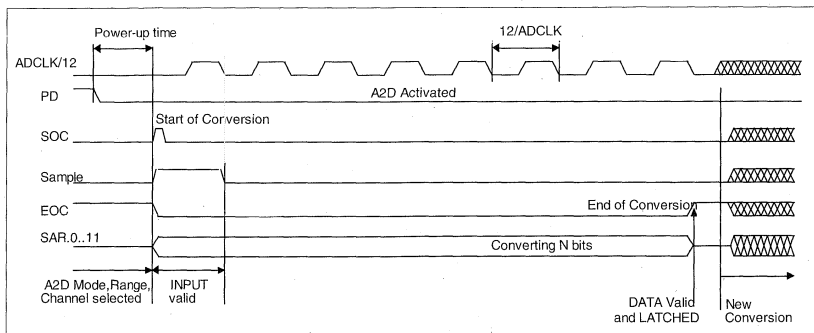 Power-up time
12/ADCLK
ADCLK/12
PD
A2D Activated
Start of Conversion
SOC
Sample
EOC
End of Conversion
SAR.0..11
Converting N bits
A2D Mode,Range,
Channel selected
INPUT
valid
DATA Valid
and LATCHED
New
Conversion